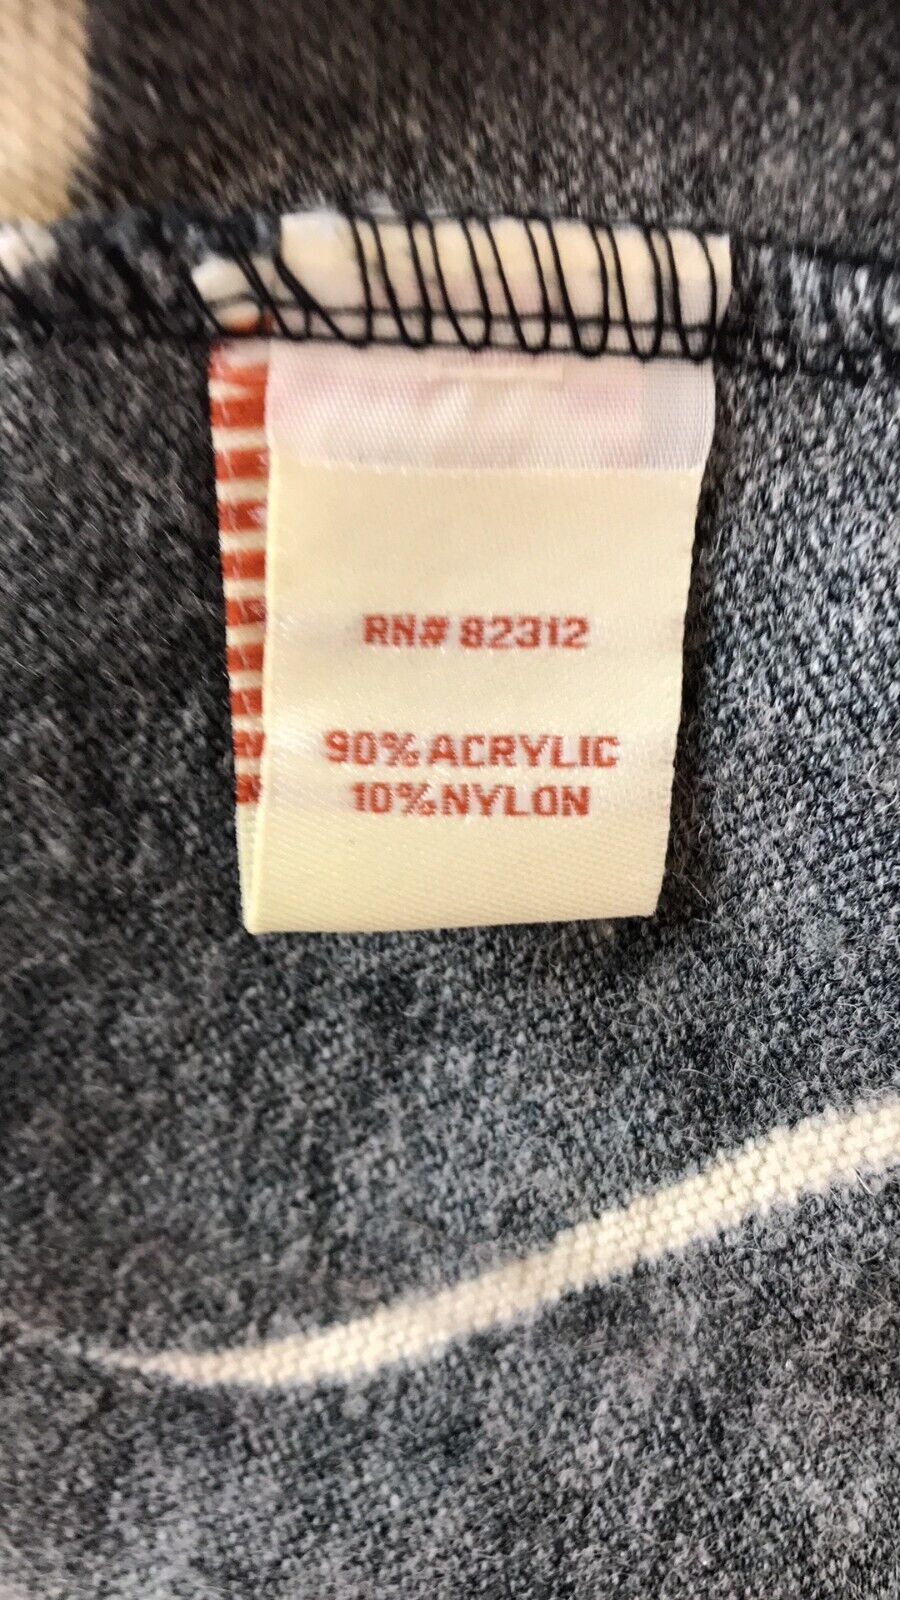 RN# 82312
90% ACRYLIC
10% NYLON